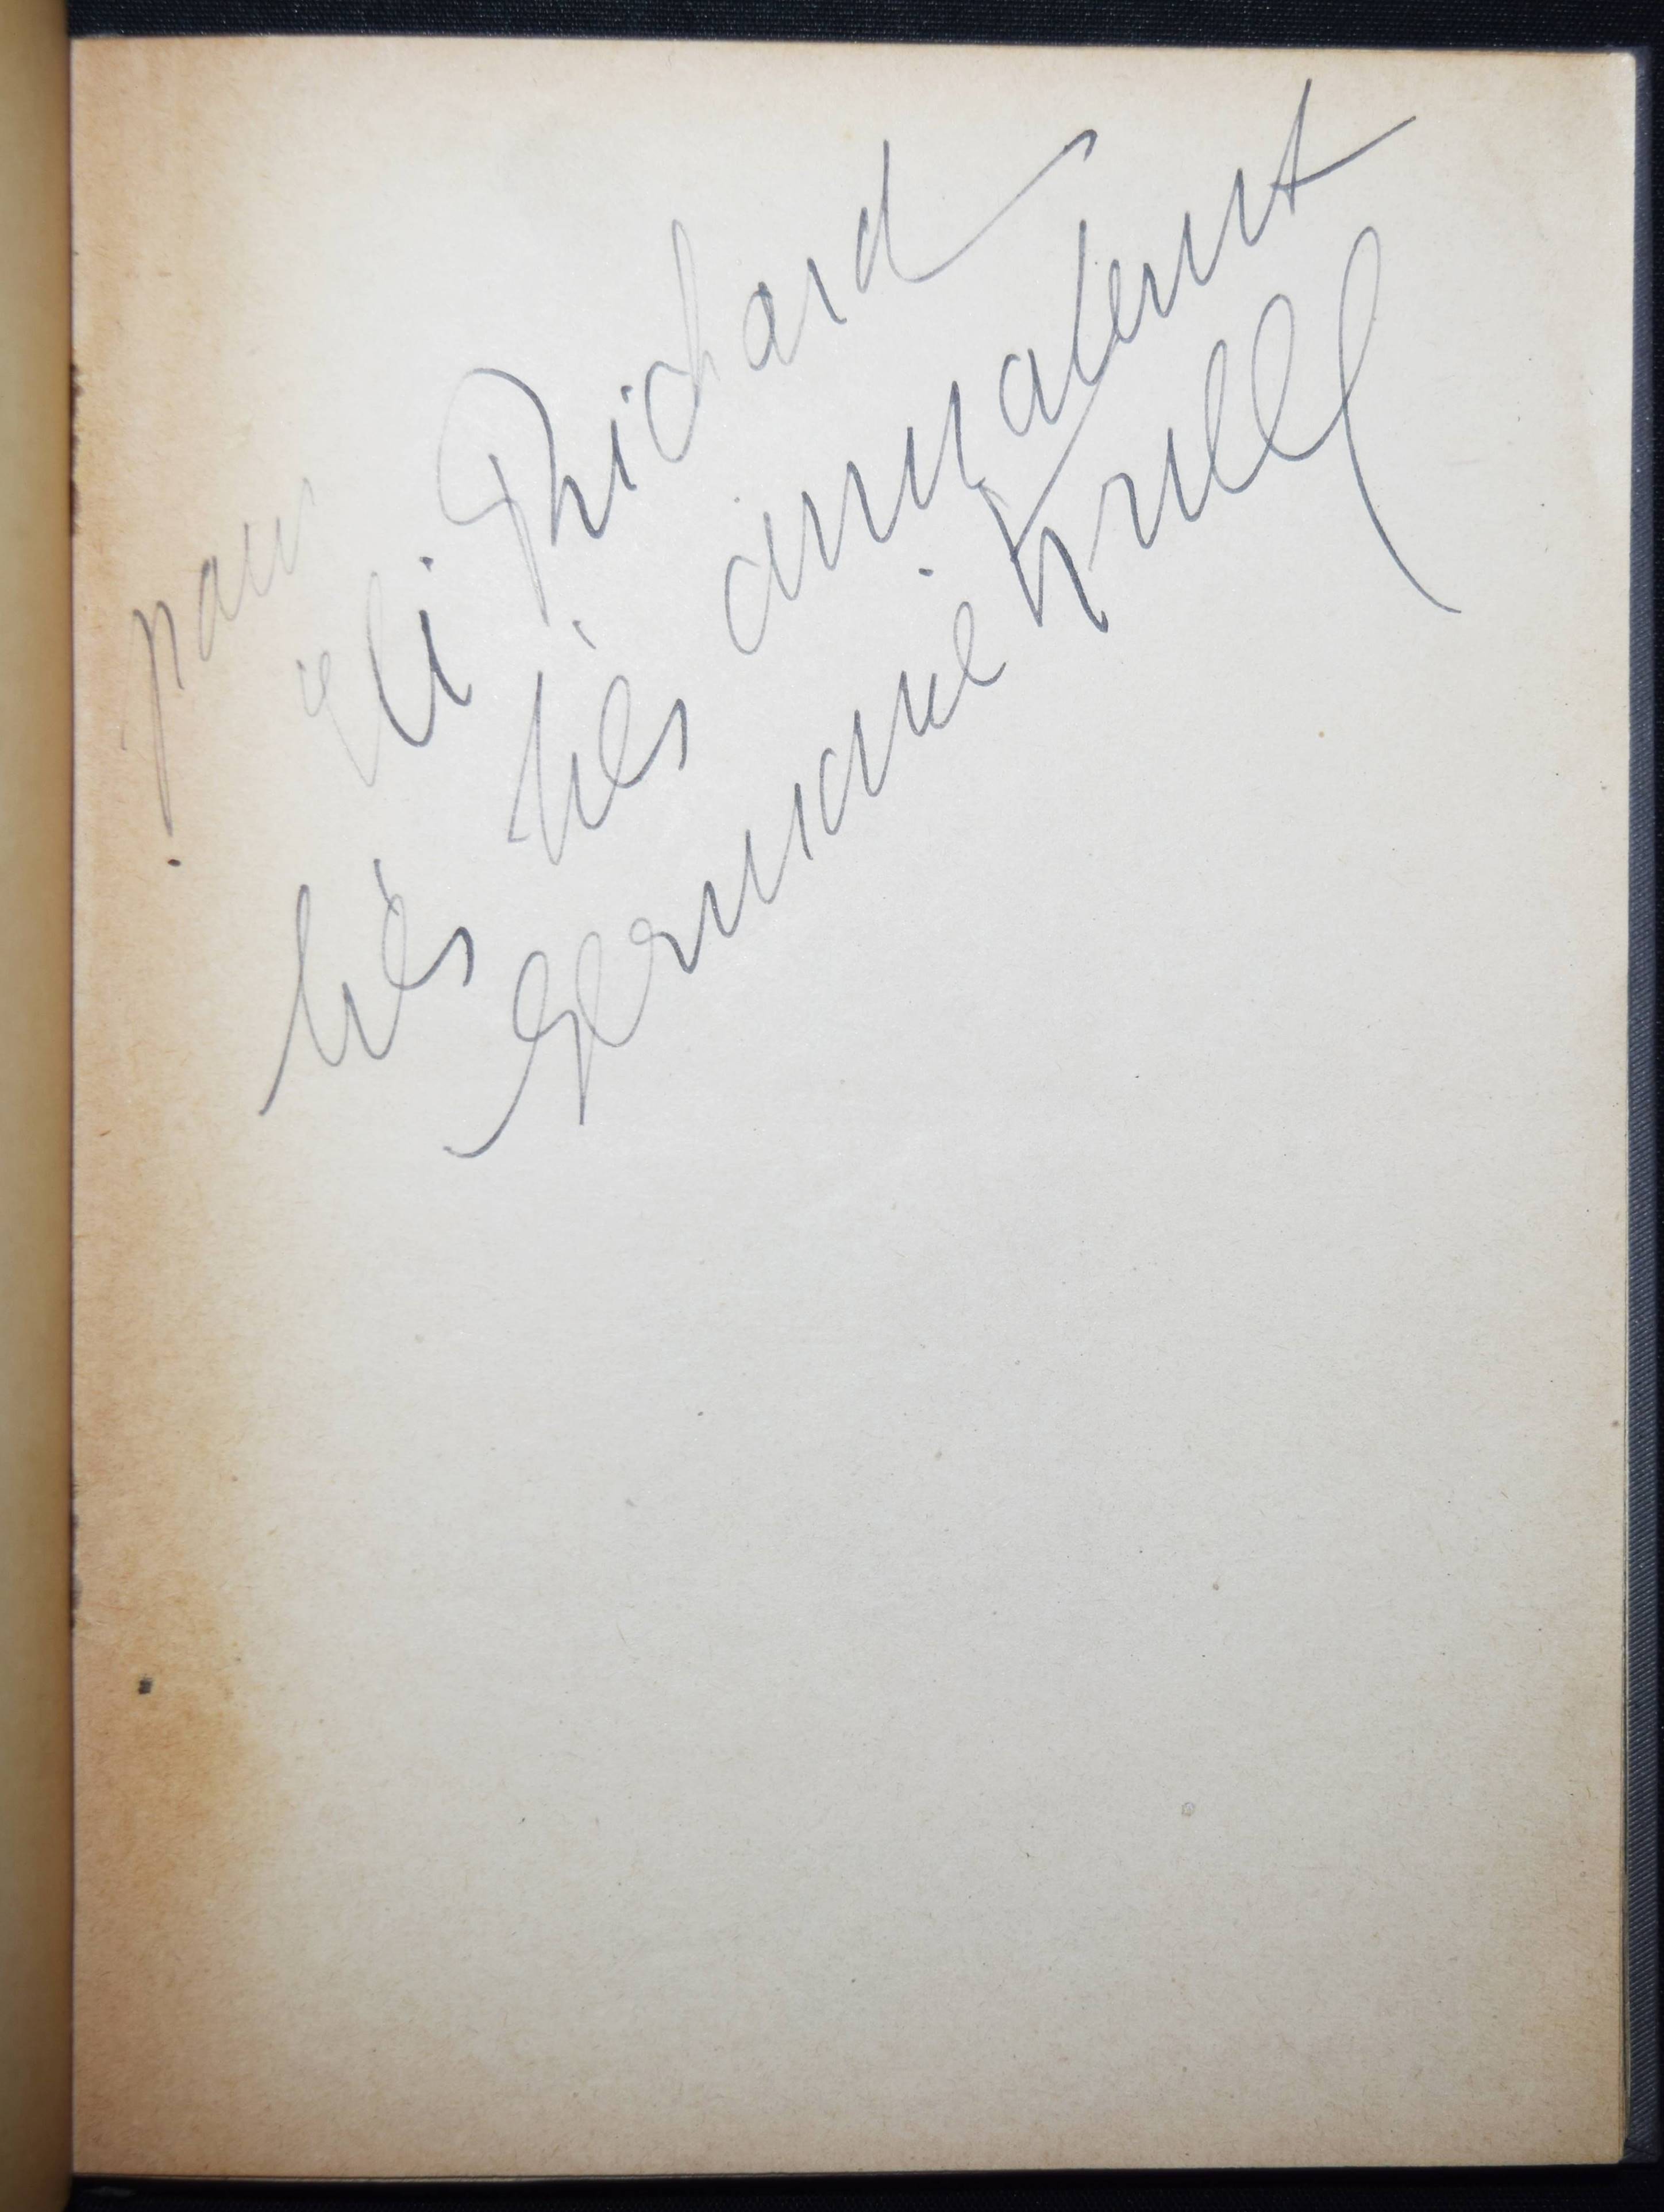 pour
Eli Richard
très très amicalement
Germaine Krull